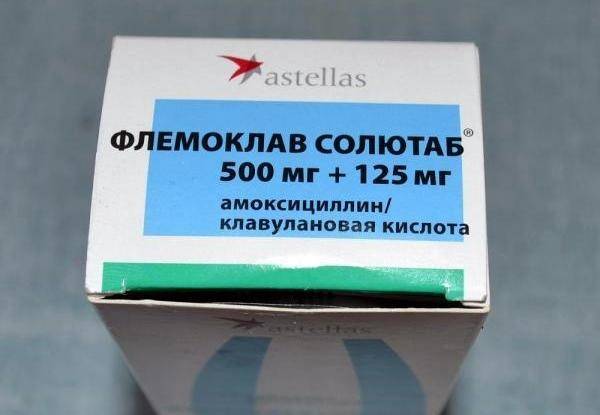 astellas
ФЛЕМОКЛАВ СОЛЮТАБ®
500 мг + 125 мг
амоксициллин/
клавулановая кислота
astellas